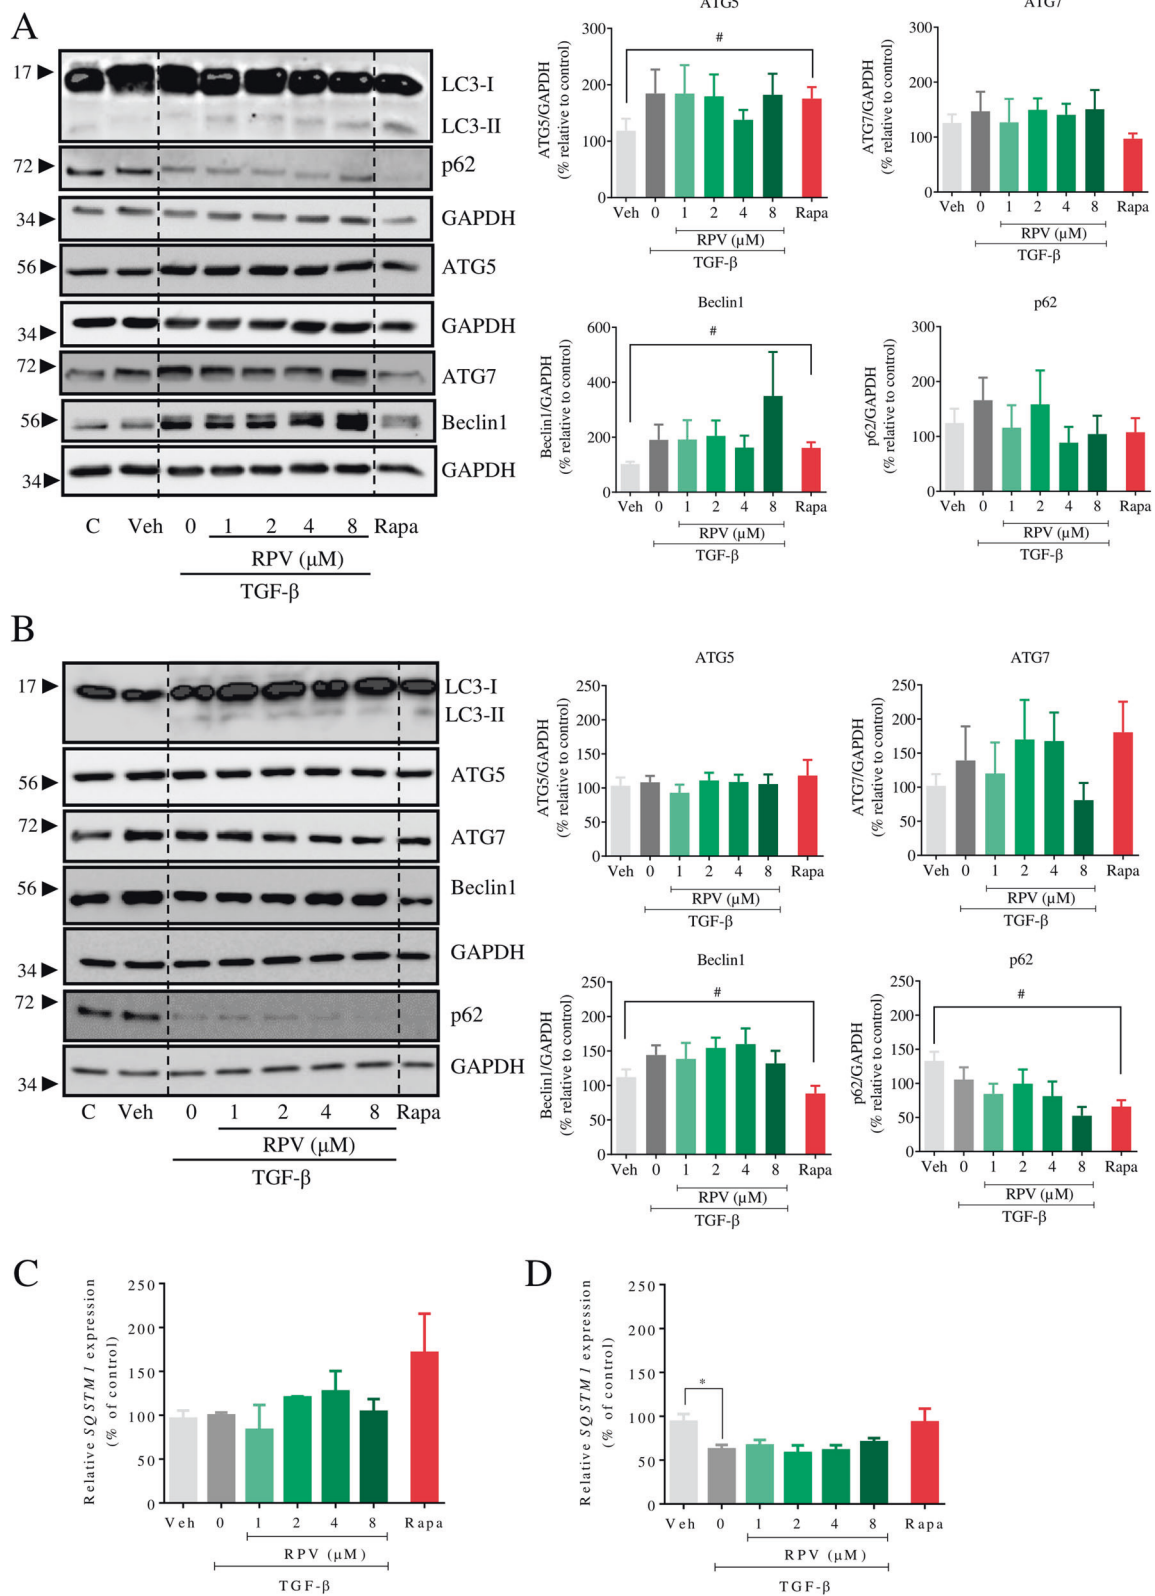 A
17
LC3-I
LC3-II
72
p62
34
GAPDH
56
ATG5
34
GAPDH
72
ATG7
56
Beclin1
34
GAPDH
C Veh 0 1 2 4 8 Rapa
RPV (µM)
TGF-β
ATG5
ATG5/GAPDH
(% relative to control)
300
200
100
0
#
Veh 0 1 2 4 8 Rapa
RPV (µM)
TGF-β
ATG7
ATG7/GAPDH
(% relative to control)
300
200
100
0
Veh 0 1 2 4 8 Rapa
RPV (µM)
TGF-β
Beclin1
Beclin1/GAPDH
(% relative to control)
600
400
200
0
#
Veh 0 1 2 4 8 Rapa
RPV (µM)
TGF-β
p62
p62/GAPDH
(% relative to control)
300
200
100
0
Veh 0 1 2 4 8 Rapa
RPV (µM)
TGF-β
B
17
LC3-I
LC3-II
56
ATG5
72
ATG7
56
Beclin1
34
GAPDH
72
p62
34
GAPDH
C Veh 0 1 2 4 8 Rapa
RPV (µM)
TGF-β
ATG5
ATG5/GAPDH
(% relative to control)
250
200
150
100
50
0
Veh 0 1 2 4 8 Rapa
RPV (µM)
TGF-β
ATG7
ATG7/GAPDH
(% relative to control)
250
200
150
100
50
0
Veh 0 1 2 4 8 Rapa
RPV (µM)
TGF-β
Beclin1
Beclin1/GAPDH
(% relative to control)
250
200
150
100
50
0
#
Veh 0 1 2 4 8 Rapa
RPV (µM)
TGF-β
p62
p62/GAPDH
(% relative to control)
250
200
150
100
50
0
#
Veh 0 1 2 4 8 Rapa
RPV (µM)
TGF-β
C
Relative SQSTM1 expression
(% of control)
250
200
150
100
50
0
Veh 0 1 2 4 8 Rapa
RPV (µM)
TGF-β
D
Relative SQSTM1 expression
(% of control)
250
200
150
100
50
0
*
Veh 0 1 2 4 8 Rapa
RPV (µM)
TGF-β